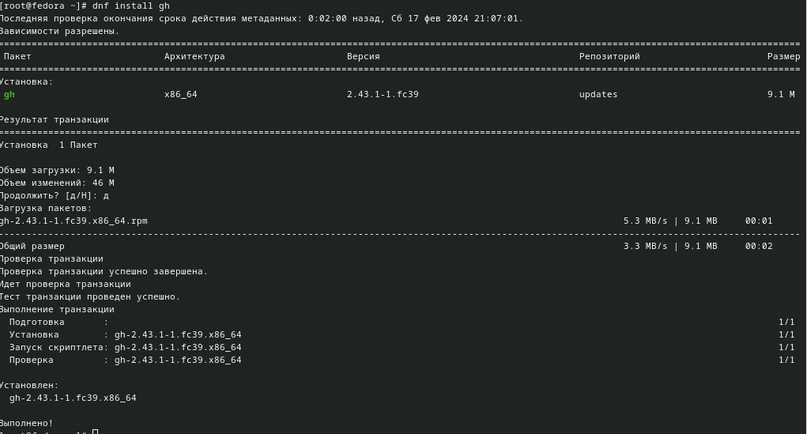 [root@fedora ~]# dnf install gh
Последняя проверка окончания срока действия метаданных: 0:02:00 назад, Сб 17 фев 2024 21:07:01.
Зависимости разрешены.
Пакет Архитектура Версия Репозиторий Размер
Установка:
gh x86_64 2.43.1-1.fc39 updates 9.1 M
Результат транзакции
Установка 1 Пакет
Объем загрузки: 9.1 M
Объем изменений: 46 M
Продолжить? [д/Н]: д
Загрузка пакетов:
gh-2.43.1-1.fc39.x86_64.rpm 5.3 MB/s | 9.1 MB 00:01
Общий размер 3.3 MB/s | 9.1 MB 00:02
Проверка транзакции
Проверка транзакции успешно завершена.
Идет проверка транзакции
Тест транзакции проведен успешно.
Выполнение транзакции
Подготовка : 1/1
Установка : gh-2.43.1-1.fc39.x86_64 1/1
Запуск скриптлета: gh-2.43.1-1.fc39.x86_64 1/1
Проверка : gh-2.43.1-1.fc39.x86_64 1/1
Установлен:
gh-2.43.1-1.fc39.x86_64
Выполнено!